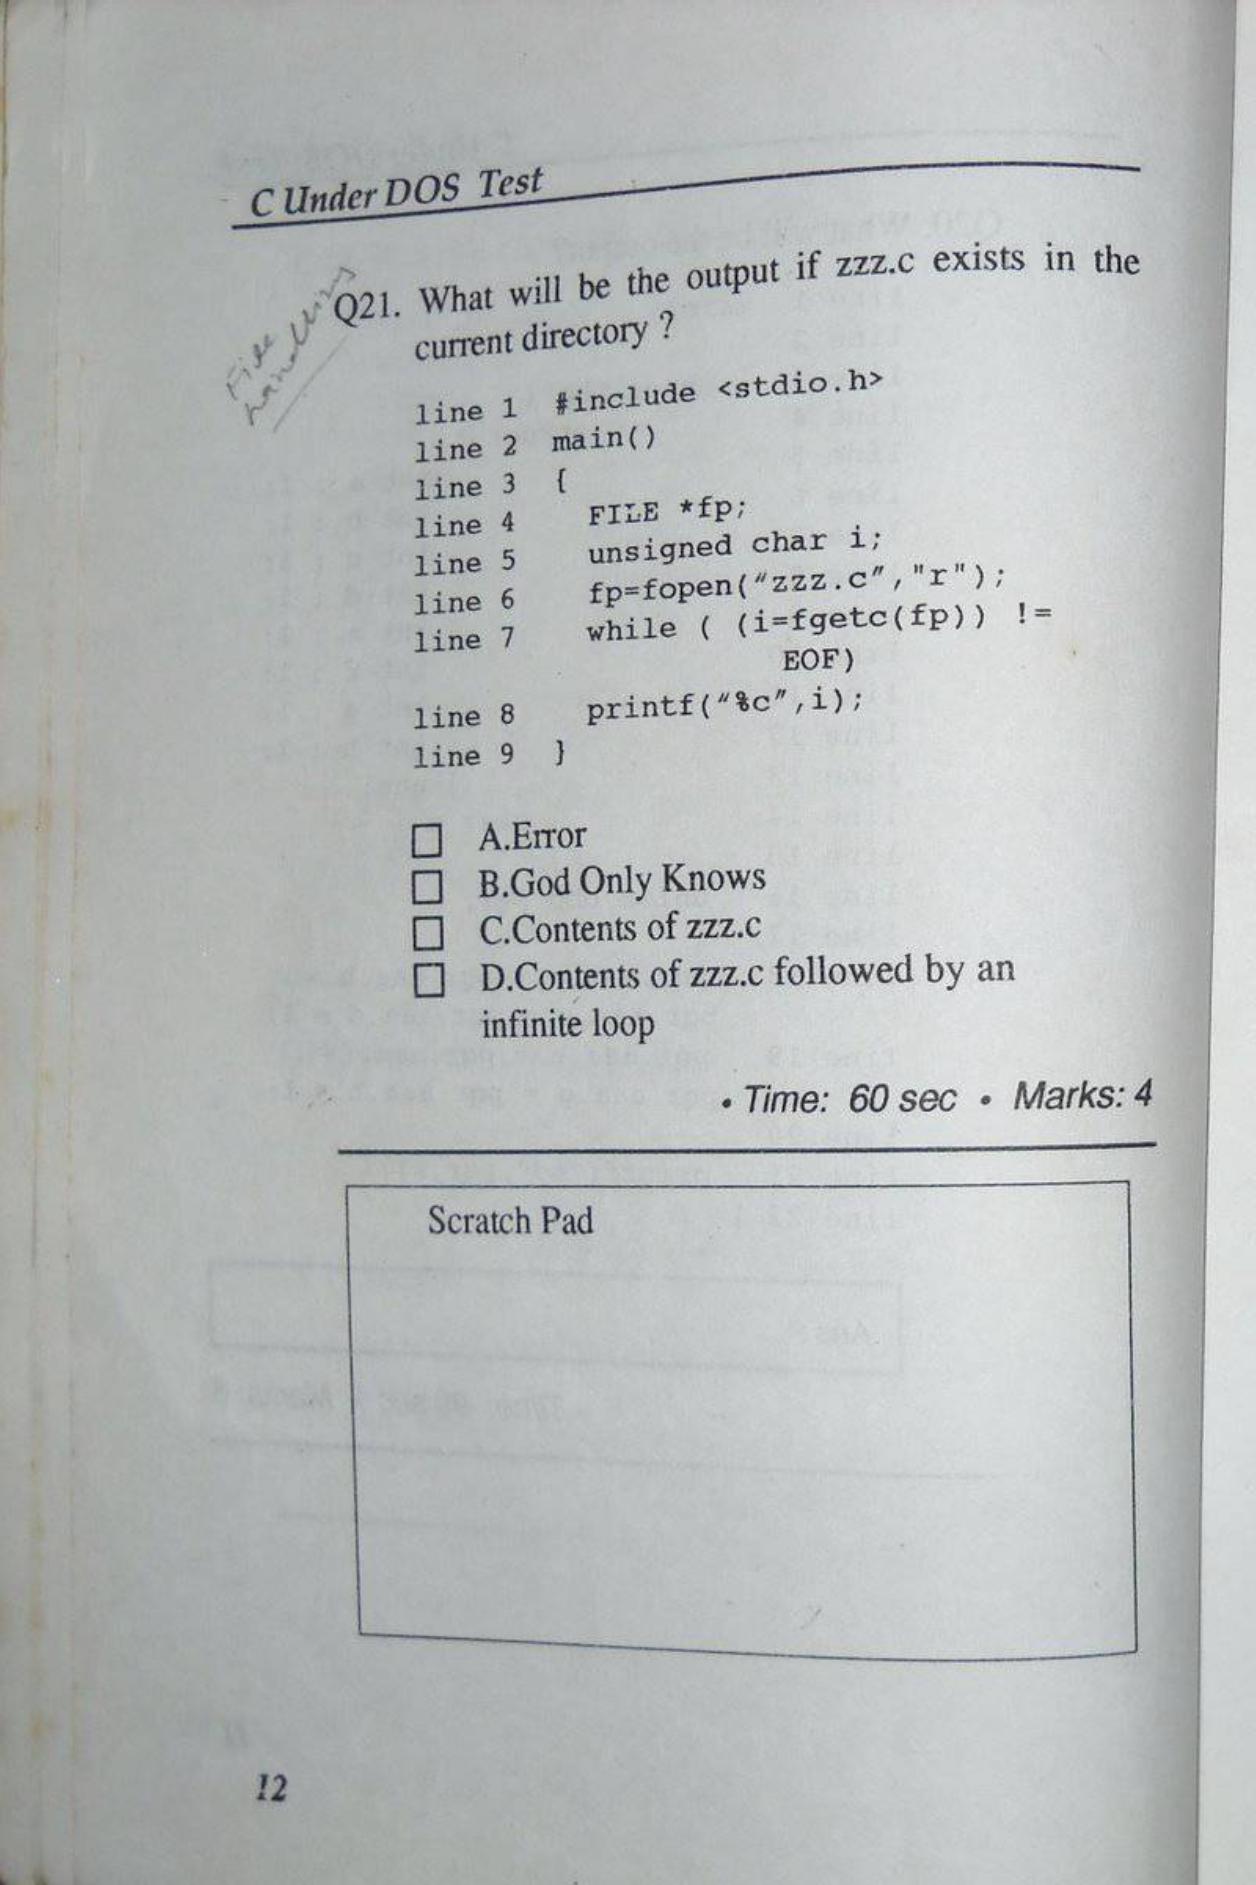 C Under DOS Test
File
handling
Q21. What will be the output if zzz.c exists in the
current directory ?
line 1 #include <stdio.h>
line 2 main()
line 3 {
line 4 FILE *fp;
line 5 unsigned char i;
line 6 fp=fopen(“zzz.c”,"r");
line 7 while ( (i=fgetc(fp)) !=
EOF)
line 8 printf(“%c”,i);
line 9 }
A.Error
B.God Only Knows
C.Contents of zzz.c
D.Contents of zzz.c followed by an
infinite loop
• Time: 60 sec • Marks: 4
Scratch Pad
12